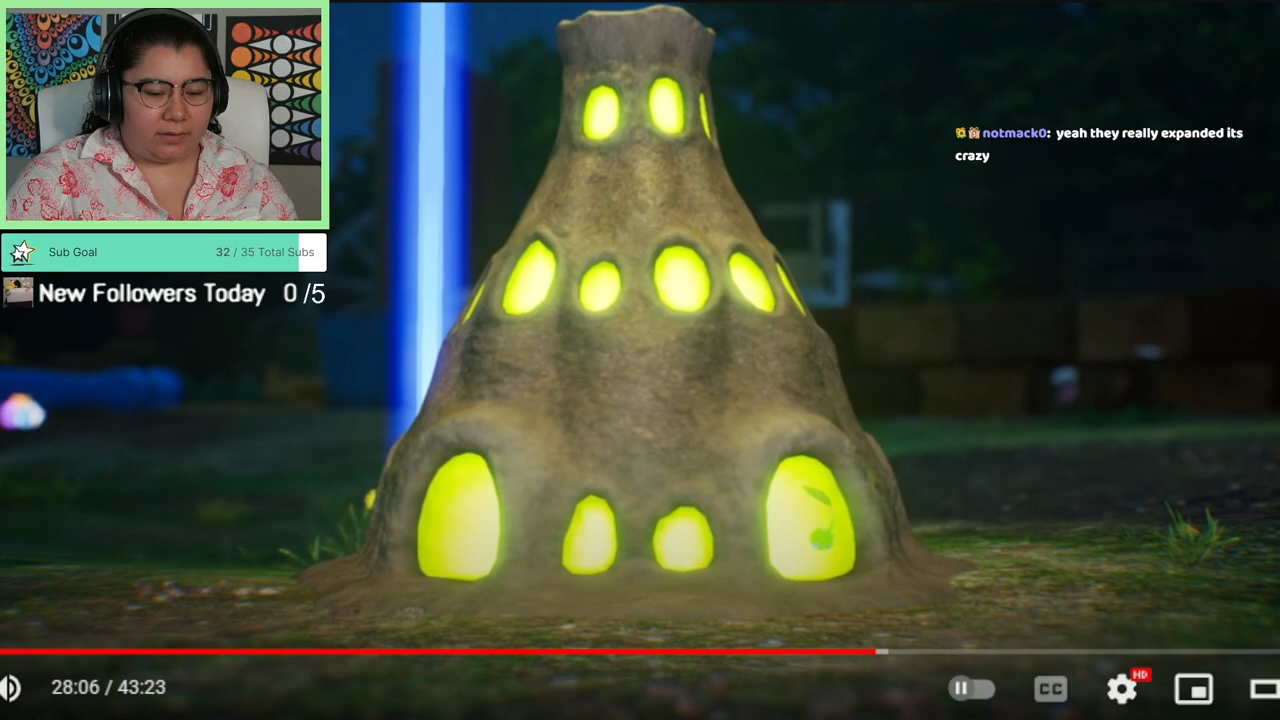 notmack0: yeah they really expanded its
crazy
Sub Goal 32 / 35 Total Subs
New Followers Today 0 /5
28:06 / 43:23
CC
HD